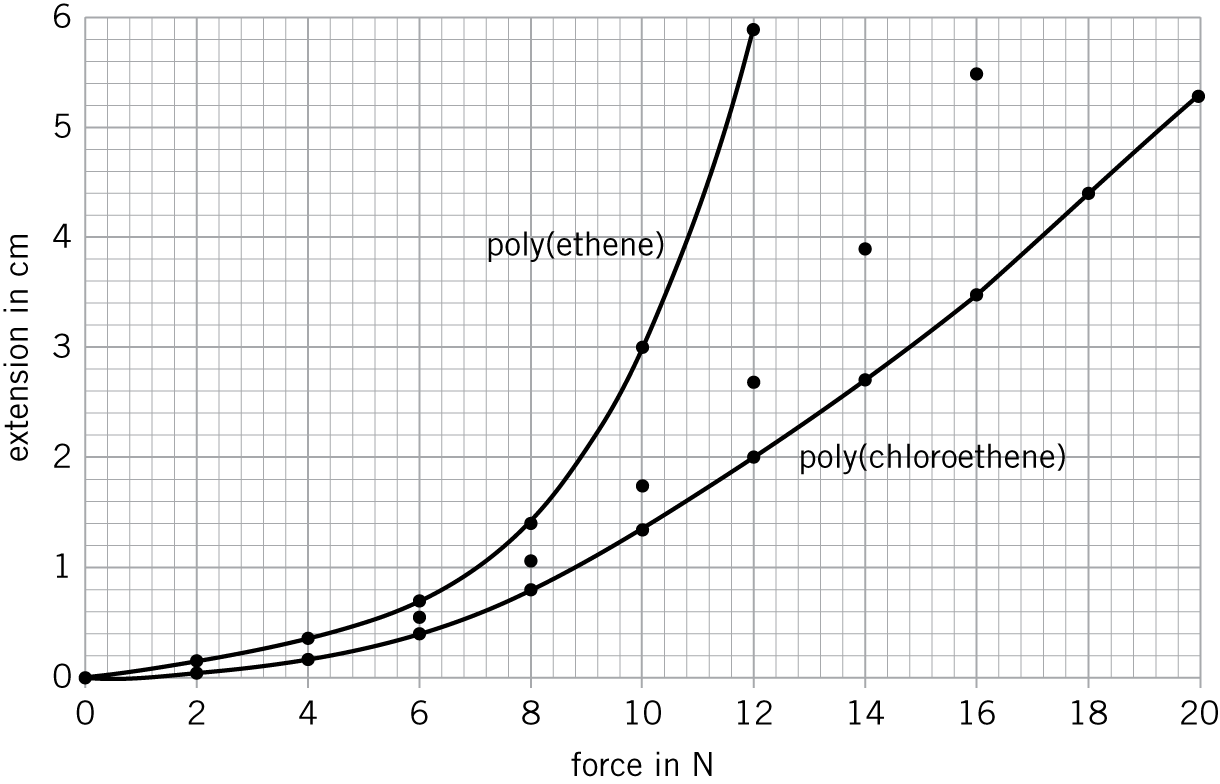 6
5
4
3
2
1
0
extension in cm
poly(ethene)
poly(chloroethene)
0 2 4 6 8 10 12 14 16 18 20
force in N